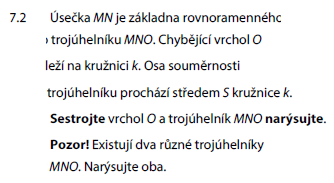 7.2 Úsečka MN je základna rovnoramennéhc
o trojúhelníku MNO. Chybějící vrchol O
leží na kružnici k. Osa souměrnosti
trojúhelníku prochází středem S kružnice k.
Sestrojte vrchol O a trojúhelník MNO narýsujte.
Pozor! Existují dva různé trojúhelníky
MNO. Narýsujte oba.